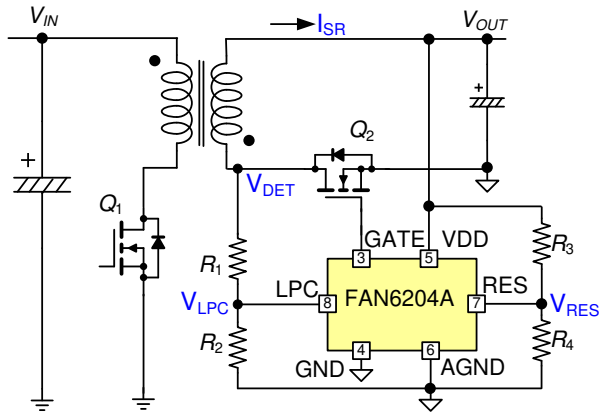 V_IN
I_SR
V_OUT
Q_2
V_DET
Q_1
GATE VDD
3 5
R_1
R_3
V_LPC
LPC
8
FAN6204A
7
RES
V_RES
R_2
GND
4
6
AGND
R_4